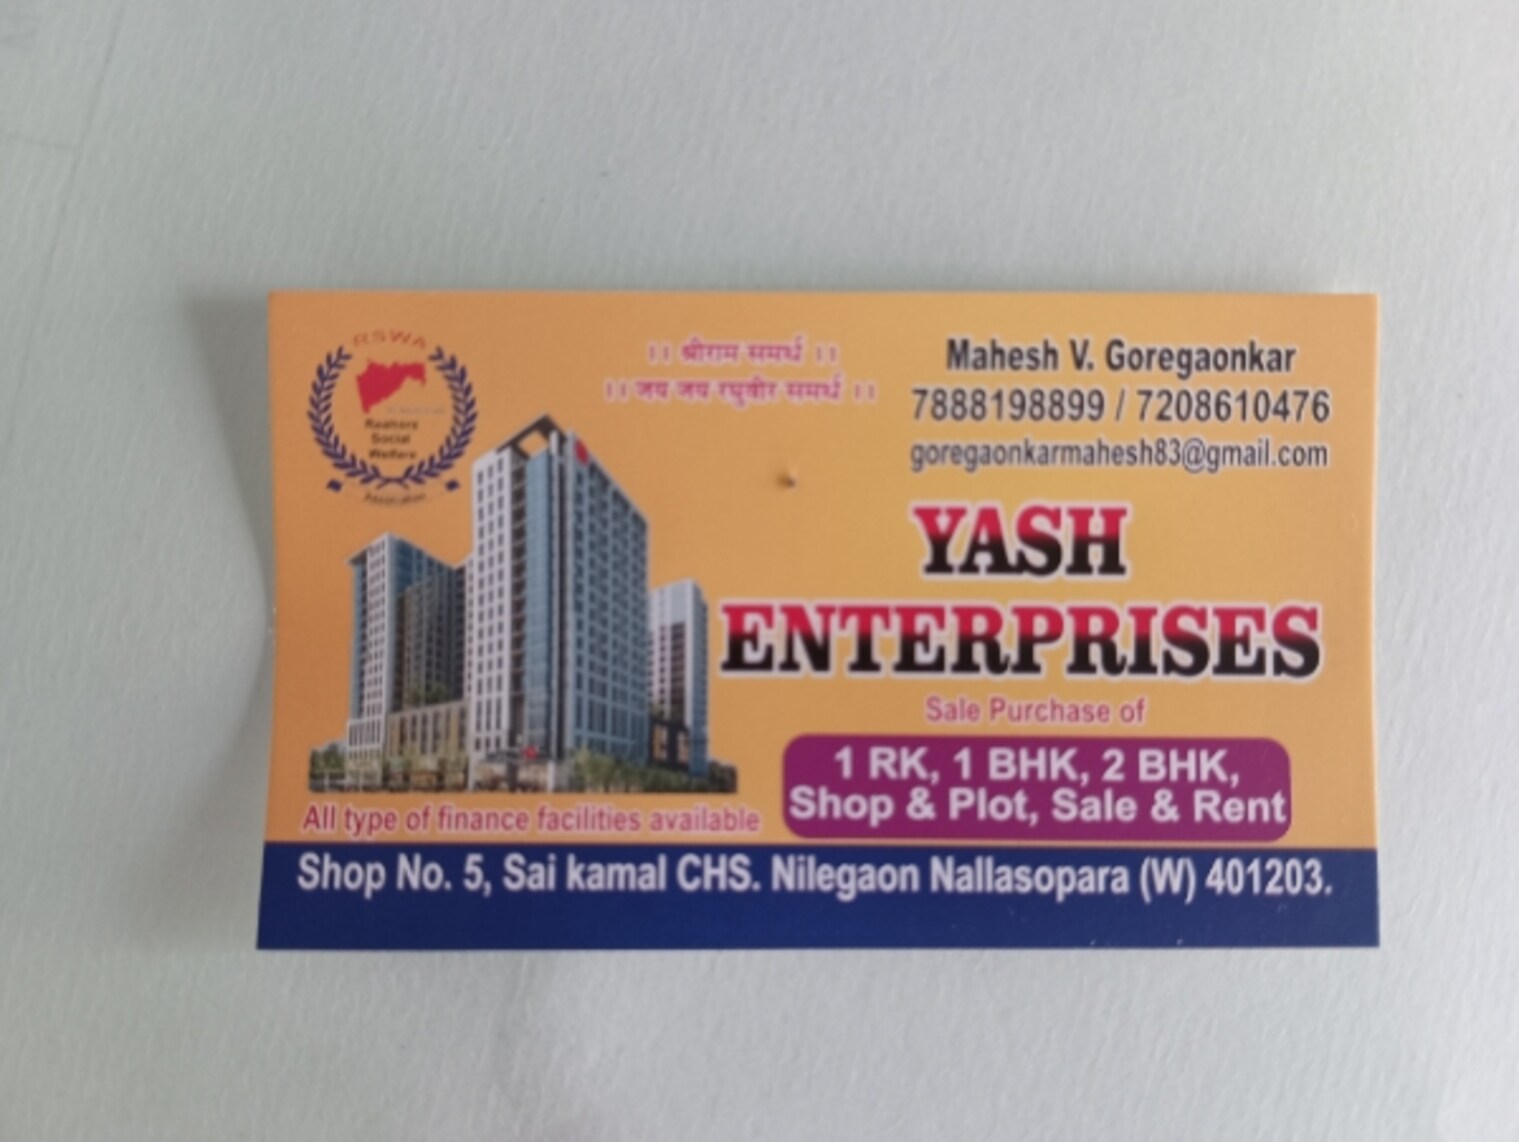 RSWA
Realtors
Social
Welfare
Association
।। श्रीराम समर्थ ।।
।। जय जय रघुवीर समर्थ ।।
Mahesh V. Goregaonkar
7888198899 / 7208610476
goregaonkarmahesh83@gmail.com
YASH
ENTERPRISES
Sale Purchase of
1 RK, 1 BHK, 2 BHK,
Shop & Plot, Sale & Rent
All type of finance facilities available
Shop No. 5, Sai kamal CHS. Nilegaon Nallasopara (W) 401203.